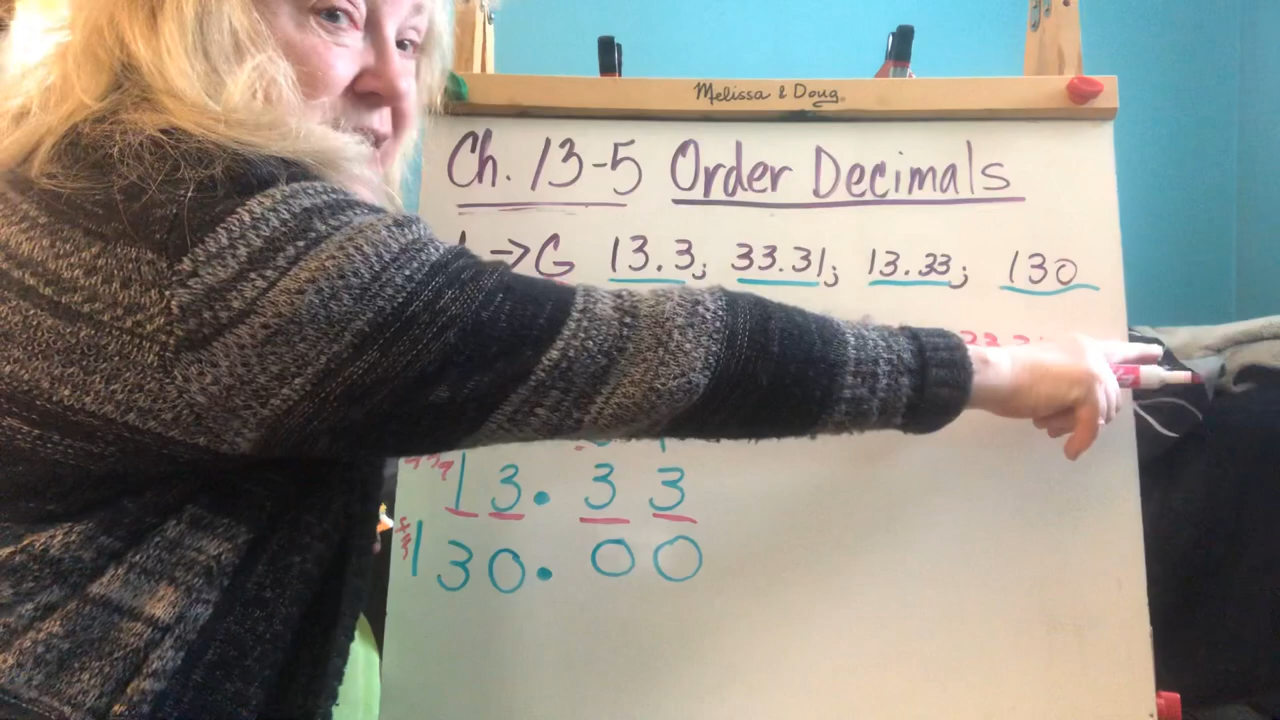 Melissa & Doug
Ch. 13-5 Order Decimals
→ G 13.3; 33.31; 13.33; 130
13.33
130.00